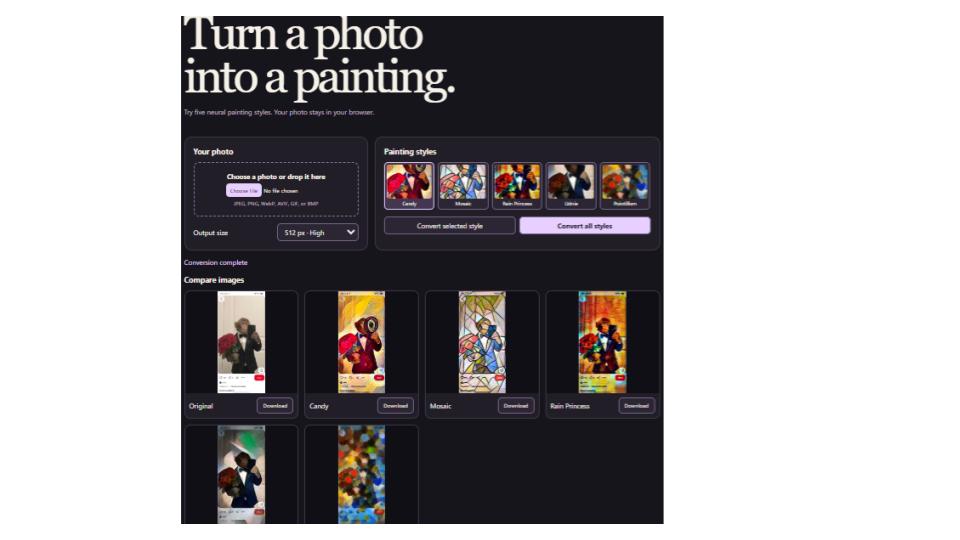 Turn a photo
into a painting.
Try five neural painting styles. Your photo stays in your browser.
Your photo
Choose a photo or drop it here
Choose File No file chosen
JPEG, PNG, WebP, AVIF, GIF, or BMP
Output size
512 px - High
Painting styles
Candy
Mosaic
Rain Princess
Udnie
Pointillism
Convert selected style
Convert all styles
Conversion complete
Compare images
Original
Download
Candy
Download
Mosaic
Download
Rain Princess
Download